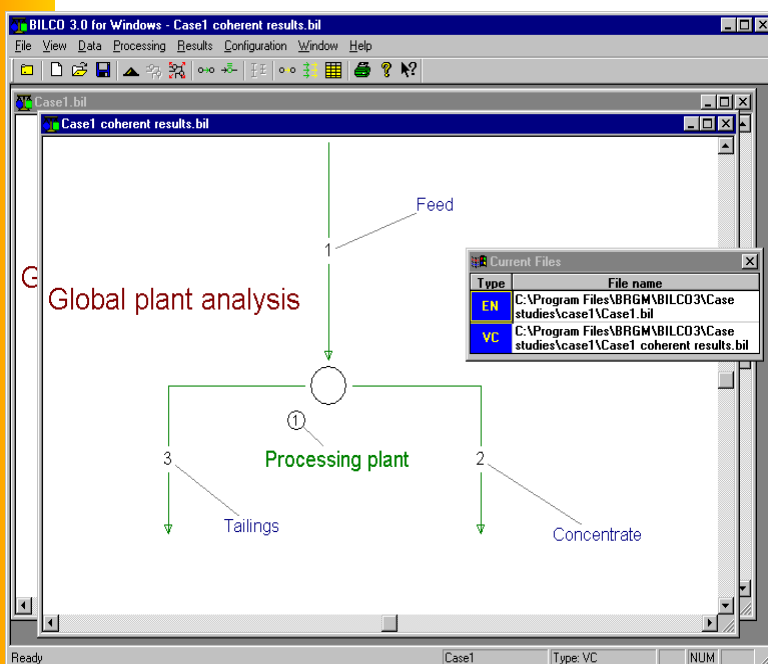 BILCO 3.0 for Windows - Case1 coherent results.bil
File View Data Processing Results Configuration Window Help
Case1.bil
Case1 coherent results.bil
Feed
1
G
Global plant analysis
Current Files
Type File name
EN C:\Program Files\BRGM\BILCO3\Case
studies\case1\Case1.bil
VC C:\Program Files\BRGM\BILCO3\Case
studies\case1\Case1 coherent results.bil
1
3 Processing plant 2
Tailings
Concentrate
Ready Case1 Type: VC NUM